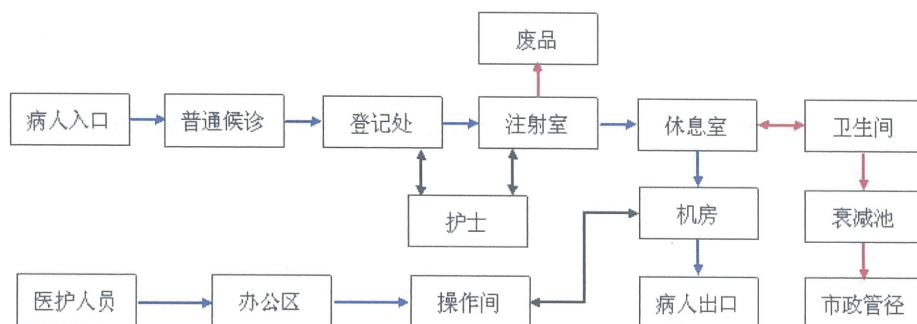 废品
病人入口
普通候诊
登记处
注射室
休息室
卫生间
护士
机房
衰减池
医护人员
办公区
操作间
病人出口
市政管径